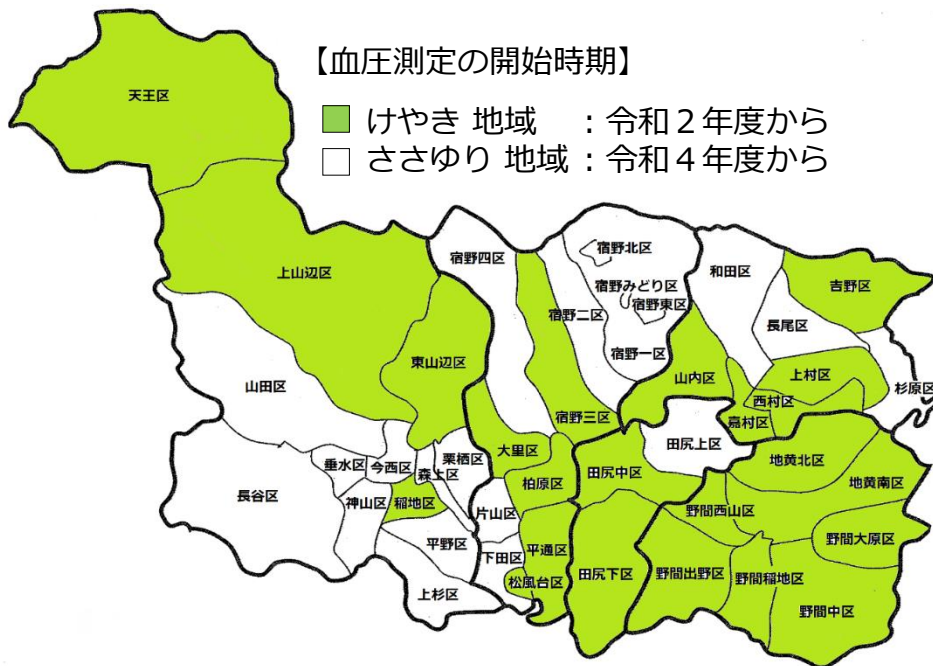 【血圧測定の開始時期】
けやき 地域 ：令和２年度から
ささゆり 地域：令和４年度から
天王区
上山辺区
宿野四区
宿野北区
和田区
吉野区
宿野みどり区
宿野東区
宿野二区
長尾区
宿野一区
東山辺区
山田区
山内区
上村区
杉原区
西村区
宿野三区
嘉村区
田尻上区
大里区
栗栖区
垂水区
今西区
森上区
柏原区
田尻中区
地黄北区
地黄南区
長谷区
神山区
稲地区
片山区
野間西山区
野間大原区
平野区
下田区
平通区
松風台区
田尻下区
野間出野区
野間稲地区
上杉区
野間中区